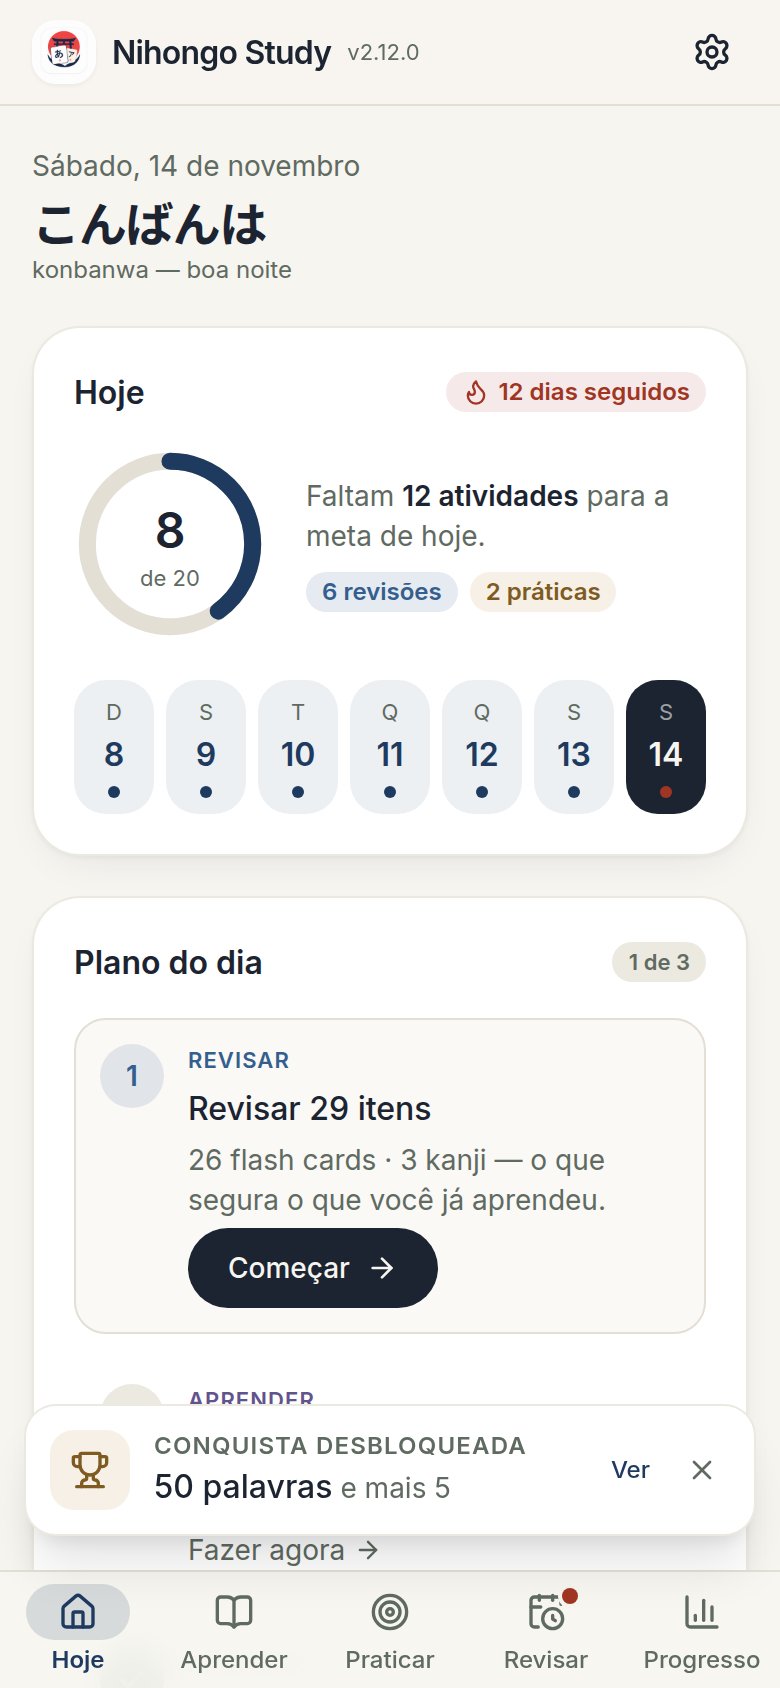 Nihongo Study v2.12.0
Sábado, 14 de novembro
こんばんは
konbanwa — boa noite
Hoje
12 dias seguidos
8
de 20
Faltam 12 atividades para a
meta de hoje.
6 revisões
2 práticas
D S T Q Q S S
8 9 10 11 12 13 14
Plano do dia
1 de 3
1
REVISAR
Revisar 29 itens
26 flash cards · 3 kanji — o que
segura o que você já aprendeu.
Começar →
APRENDER
CONQUISTA DESBLOQUEADA
50 palavras e mais 5
Ver
Fazer agora →
Hoje Aprender Praticar Revisar Progresso